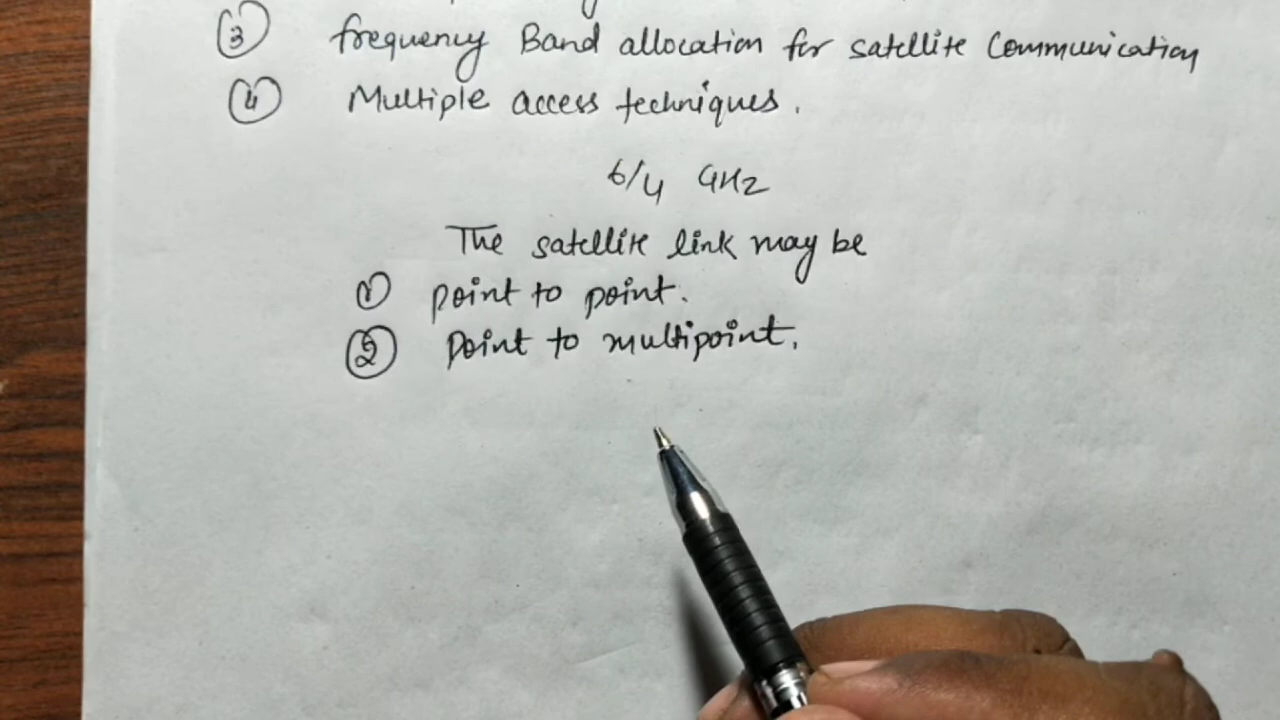 3 frequency Band allocation for satellite Communication
4 Multiple access techniques.
6/4 GHz
The satellite link may be
1 point to point.
2 Point to multipoint.